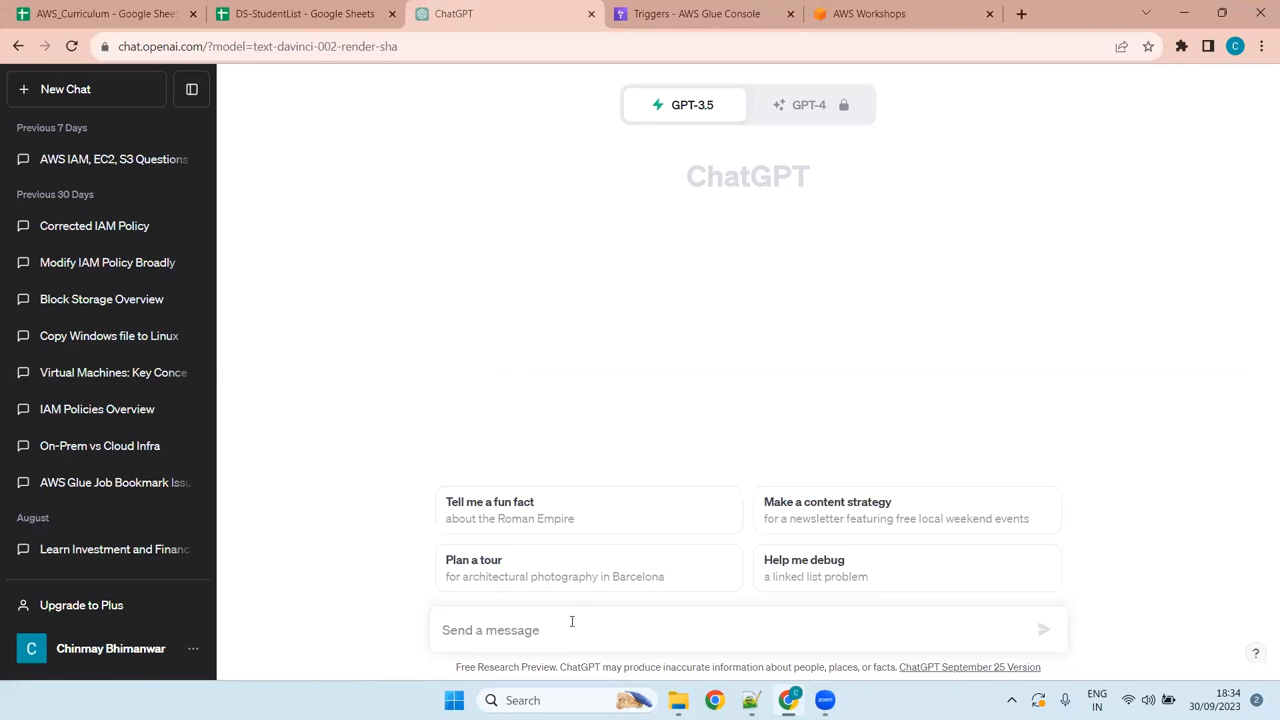 AWS_Curriculum - Google Sheet
DS-StudentList - Google Sheets
ChatGPT
Triggers - AWS Glue Console
AWS Workshops
chat.openai.com/?model=text-davinci-002-render-sha
C
New Chat
Previous 7 Days
AWS IAM, EC2, S3 Questions
Previous 30 Days
Corrected IAM Policy
Modify IAM Policy Broadly
Block Storage Overview
Copy Windows file to Linux
Virtual Machines: Key Conce
IAM Policies Overview
On-Prem vs Cloud Infra
AWS Glue Job Bookmark Issu
August
Learn Investment and Financ
Upgrade to Plus
C
Chinmay Bhimanwar
GPT-3.5
GPT-4
ChatGPT
Tell me a fun fact
about the Roman Empire
Make a content strategy
for a newsletter featuring free local weekend events
Plan a tour
for architectural photography in Barcelona
Help me debug
a linked list problem
Send a message
Free Research Preview. ChatGPT may produce inaccurate information about people, places, or facts. ChatGPT September 25 Version
?
Search
C
ENG
IN
18:34
30/09/2023
2